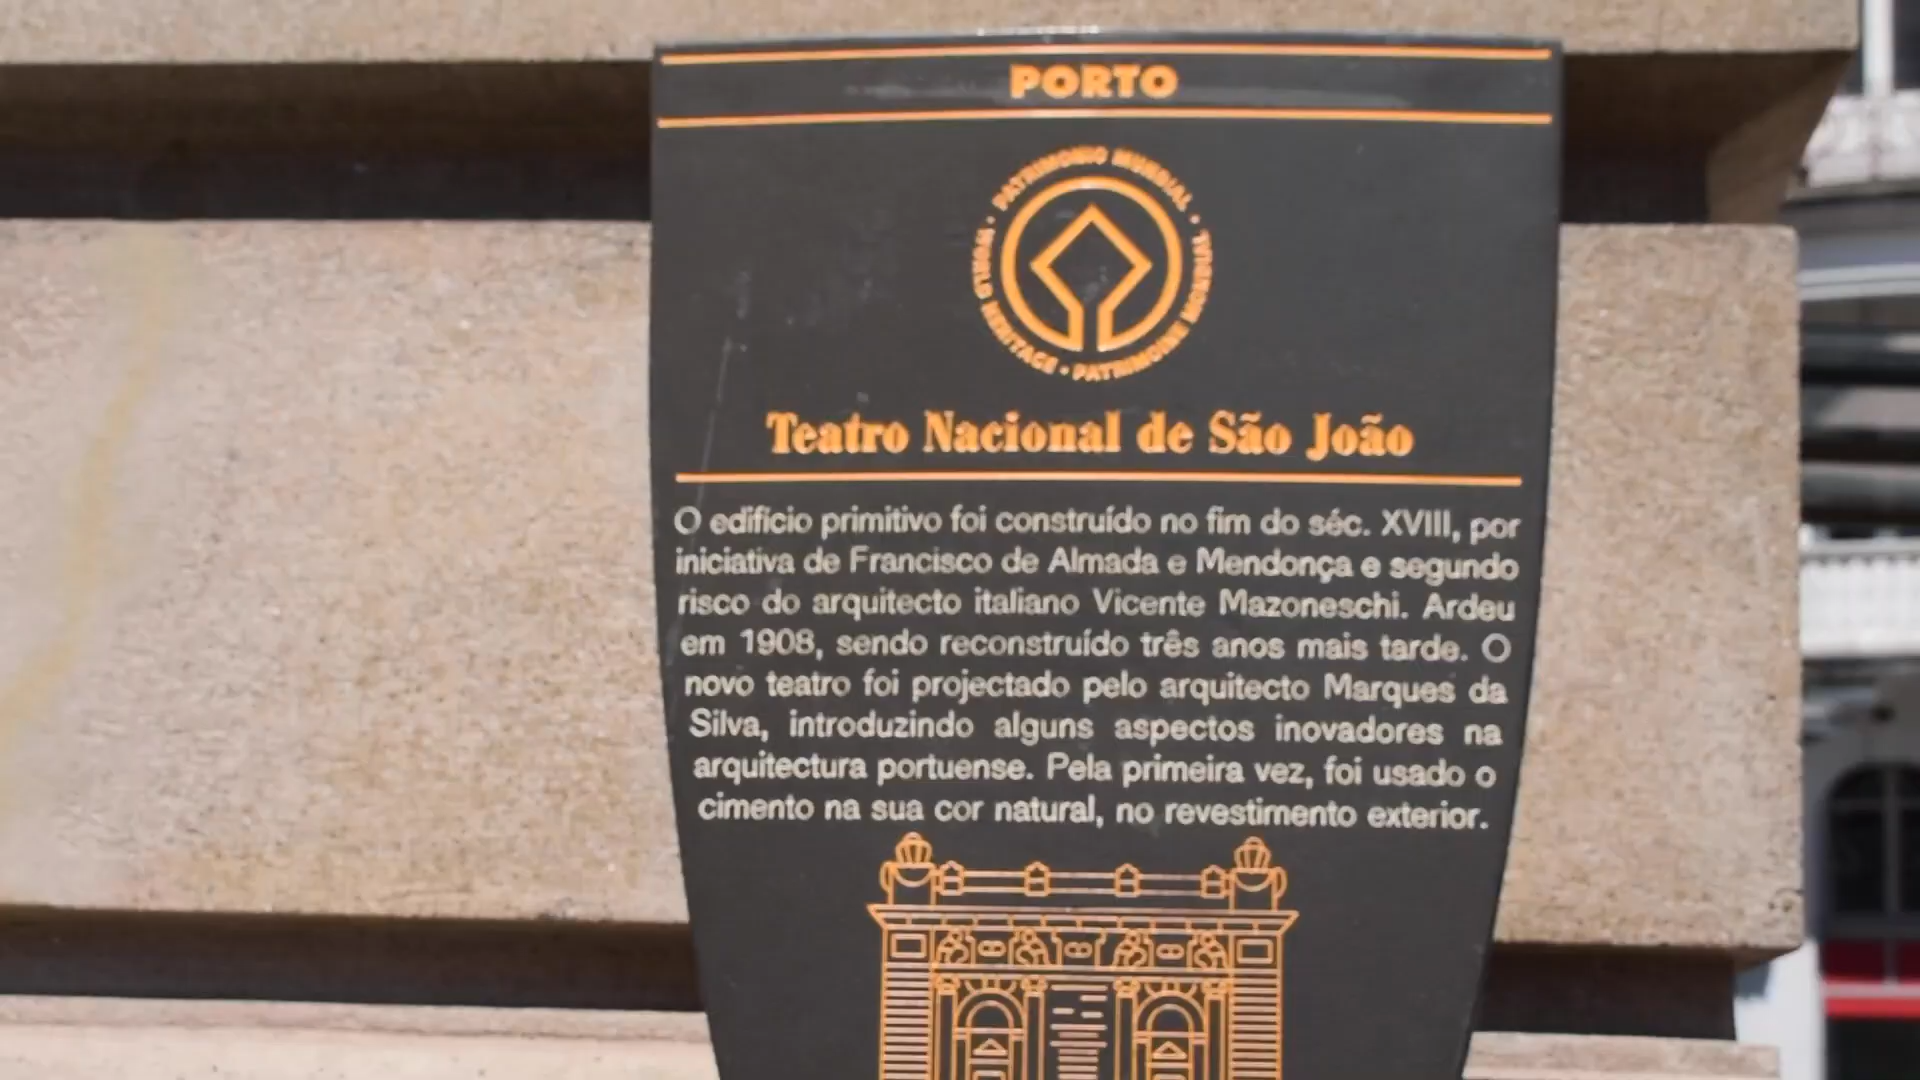 PORTO
PATRIMONIO MUNDIAL • WORLD HERITAGE • PATRIMOINE MONDIAL •
Teatro Nacional de São João
O edifício primitivo foi construído no fim do séc. XVIII, por
iniciativa de Francisco de Almada e Mendonça e segundo
risco do arquitecto italiano Vicente Mazoneschi. Ardeu
em 1908, sendo reconstruído três anos mais tarde. O
novo teatro foi projectado pelo arquitecto Marques da
Silva, introduzindo alguns aspectos inovadores na
arquitectura portuense. Pela primeira vez, foi usado o
cimento na sua cor natural, no revestimento exterior.